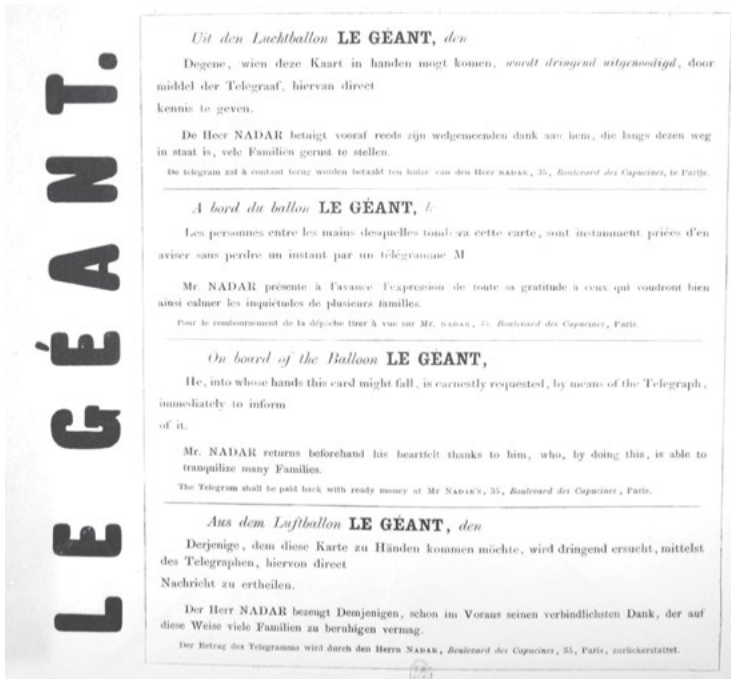 LE GÉANT.
Uit den Luchtballon LE GÉANT, den
Degene, wien deze Kaart in handen mogt komen, wordt dringend uitgenoodigd, door
middel der Telegraaf, hiervan direct
kennis te geven.
De Heer NADAR betuigt vooraf reeds zijn welgemeenden dank aan hem, die langs dezen weg
in staat is, vele Familiën gerust te stellen.
De telegram zal à contant terug worden betaald ten huize van den Heer NADAR, 35, Boulevard des Capucines, te Parijs.
A bord du ballon LE GÉANT, le
Les personnes entre les mains desquelles tombera cette carte, sont instamment priées d'en
aviser sans perdre un instant par un télégramme M
Mr. NADAR présente à l'avance l'expression de toute sa gratitude à ceux qui voudront bien
ainsi calmer les inquiétudes de plusieurs familles.
Pour le remboursement de la dépêche tirer à vue sur Mr. NADAR, 35, Boulevard des Capucines, Paris.
On board of the Balloon LE GÉANT,
He, into whose hands this card might fall, is earnestly requested, by means of the Telegraph,
immediately to inform
of it.
Mr. NADAR returns beforehand his heartfelt thanks to him, who, by doing this, is able to
tranquilize many Families.
The Telegram shall be paid back with ready money at Mr NADAR'S, 35, Boulevard des Capucines, Paris.
Aus dem Luftballon LE GÉANT, den
Derjenige, dem diese Karte zu Händen kommen möchte, wird dringend ersucht, mittelst
des Telegraphen, hiervon direct
Nachricht zu ertheilen.
Der Herr NADAR bezeugt Demjenigen, schon im Voraus seinen verbindlichsten Dank, der auf
diese Weise viele Familien zu beruhigen vermag.
Der Betrag des Telegramms wird durch den Herrn NADAR, Boulevard des Capucines, 35, Paris, zurückerstattet.